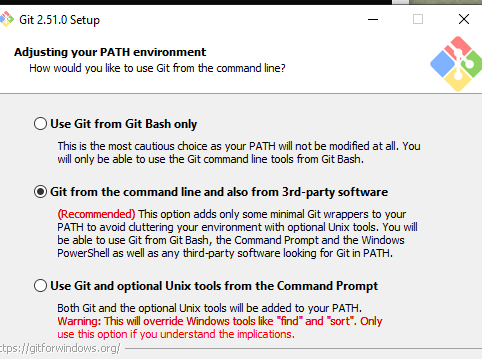 Git 2.51.0 Setup
Adjusting your PATH environment
How would you like to use Git from the command line?
Use Git from Git Bash only
This is the most cautious choice as your PATH will not be modified at all. You
will only be able to use the Git command line tools from Git Bash.
Git from the command line and also from 3rd-party software
(Recommended) This option adds only some minimal Git wrappers to your
PATH to avoid cluttering your environment with optional Unix tools. You will
be able to use Git from Git Bash, the Command Prompt and the Windows
PowerShell as well as any third-party software looking for Git in PATH.
Use Git and optional Unix tools from the Command Prompt
Both Git and the optional Unix tools will be added to your PATH.
Warning: This will override Windows tools like "find" and "sort". Only
use this option if you understand the implications.
ttps://gitforwindows.org/